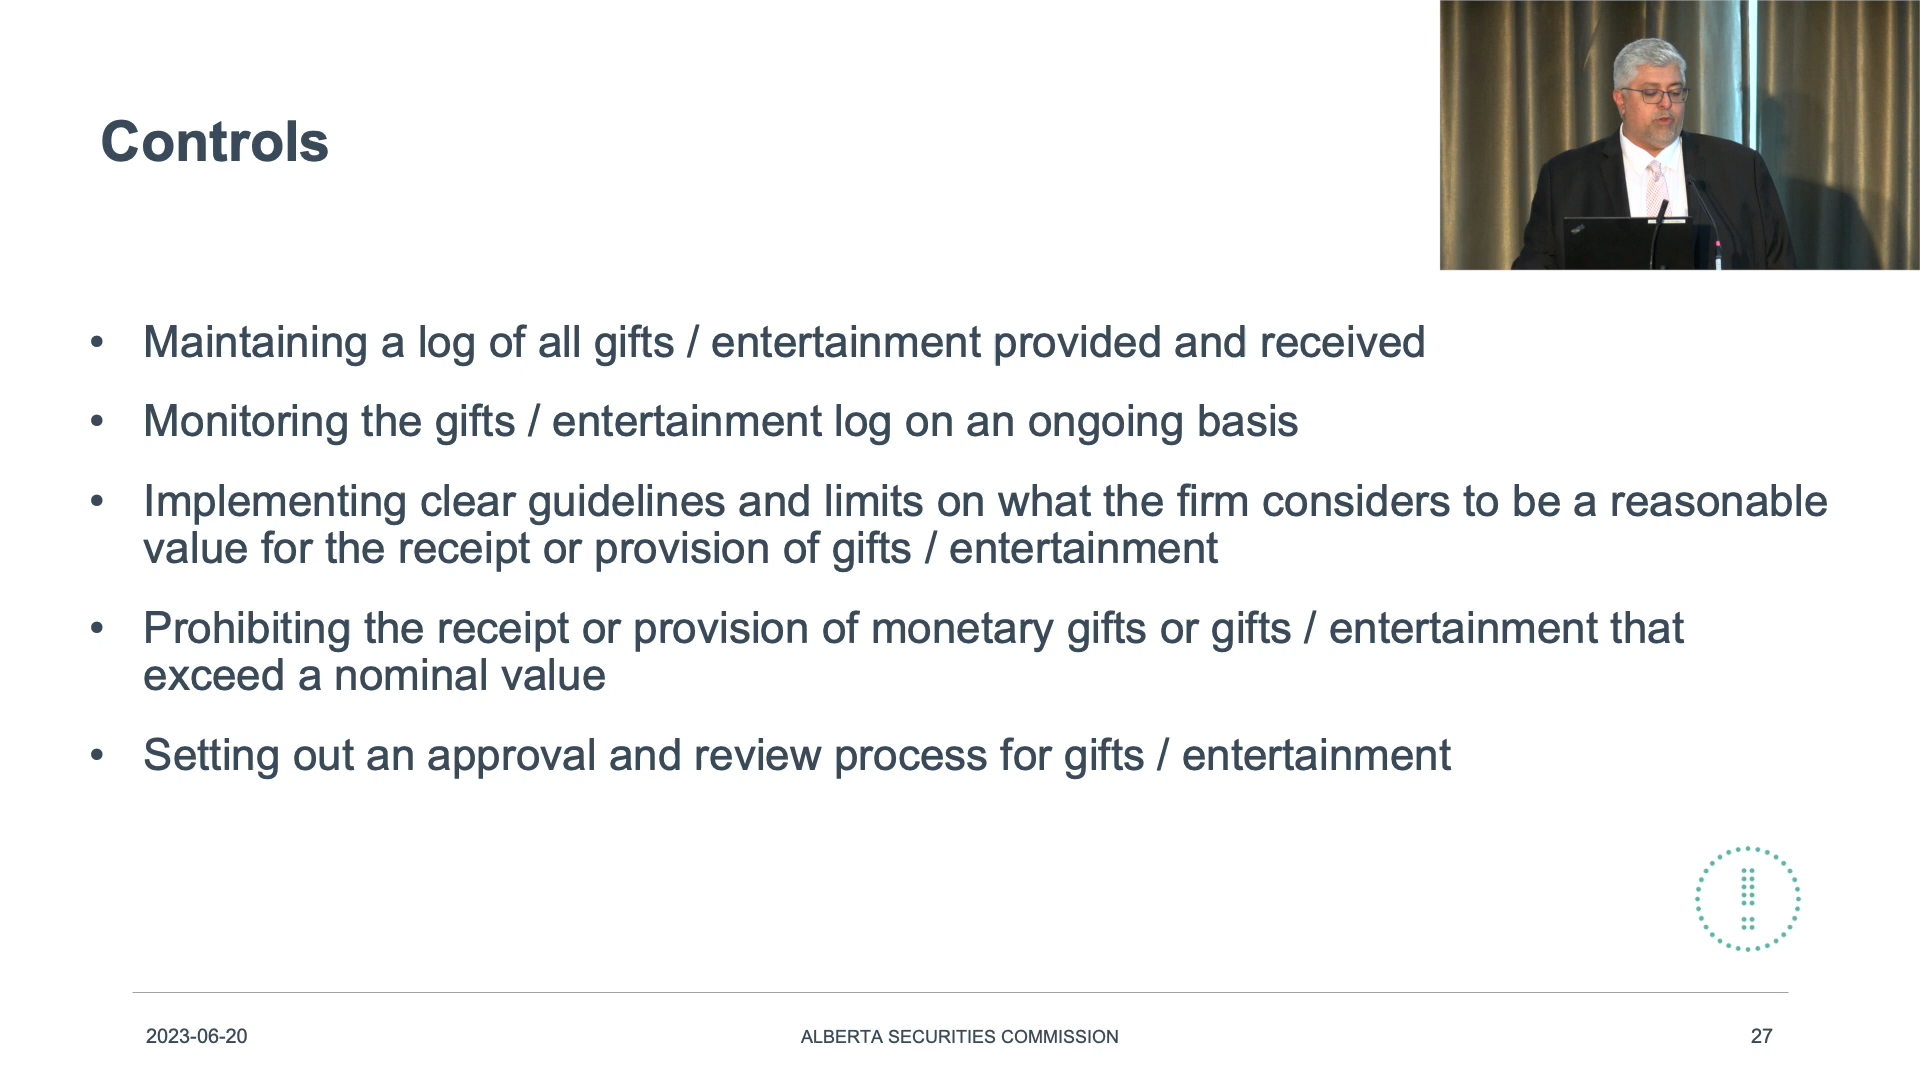 Controls
• Maintaining a log of all gifts / entertainment provided and received
• Monitoring the gifts / entertainment log on an ongoing basis
• Implementing clear guidelines and limits on what the firm considers to be a reasonable
value for the receipt or provision of gifts / entertainment
• Prohibiting the receipt or provision of monetary gifts or gifts / entertainment that
exceed a nominal value
• Setting out an approval and review process for gifts / entertainment
2023-06-20
ALBERTA SECURITIES COMMISSION
27